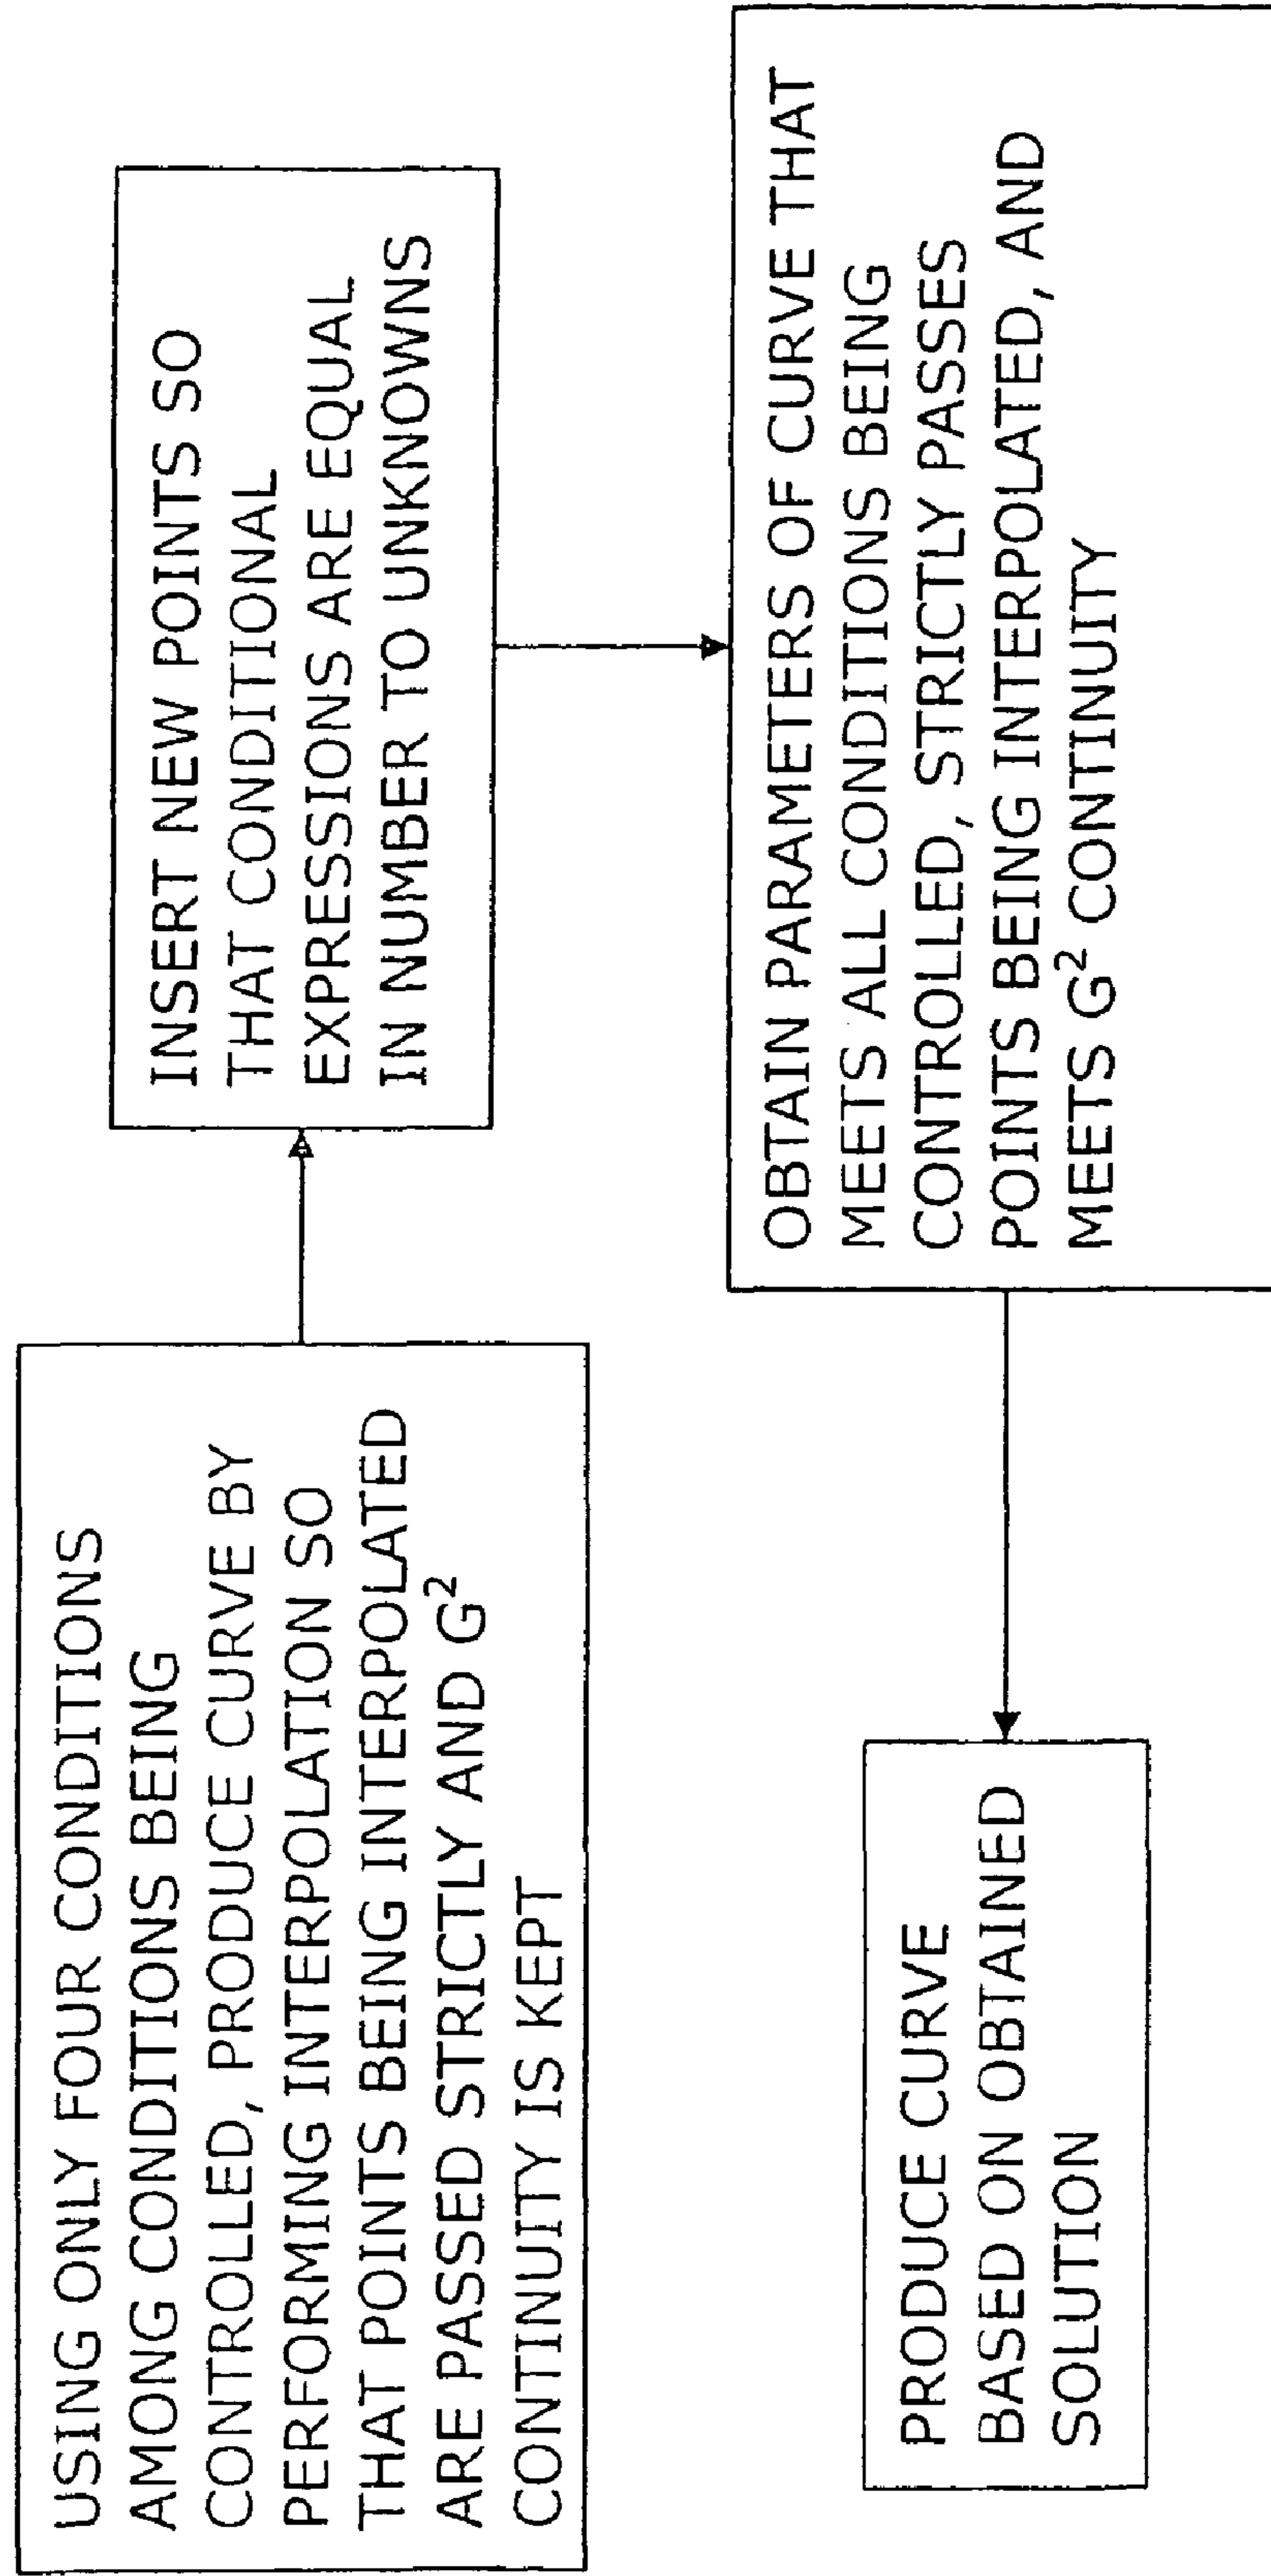 USING ONLY FOUR CONDITIONS
AMONG CONDITIONS BEING
CONTROLLED, PRODUCE CURVE BY
PERFORMING INTERPOLATION SO
THAT POINTS BEING INTERPOLATED
ARE PASSED STRICTLY AND G²
CONTINUITY IS KEPT
INSERT NEW POINTS SO
THAT CONDITIONAL
EXPRESSIONS ARE EQUAL
IN NUMBER TO UNKNOWNS
OBTAIN PARAMETERS OF CURVE THAT
MEETS ALL CONDITIONS BEING
CONTROLLED, STRICTLY PASSES
POINTS BEING INTERPOLATED, AND
MEETS G² CONTINUITY
PRODUCE CURVE
BASED ON OBTAINED
SOLUTION